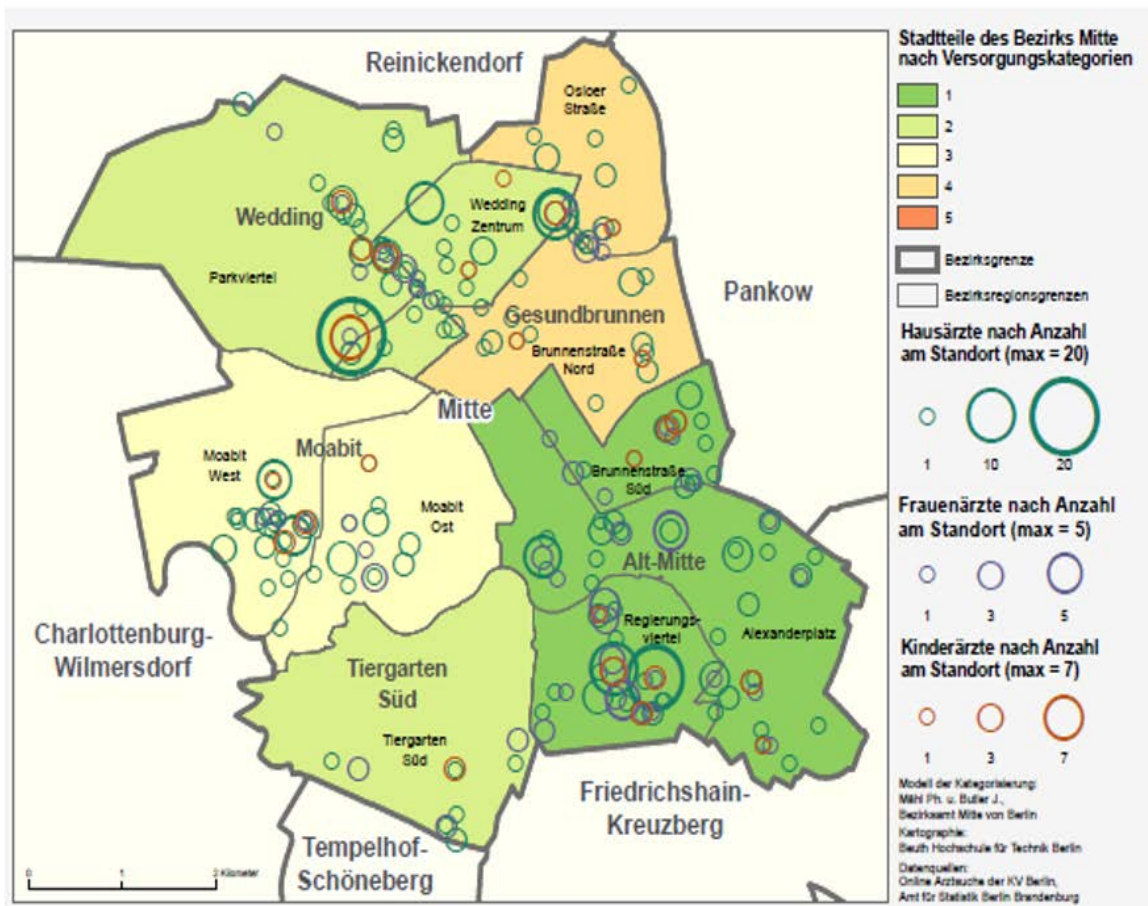 Reinickendorf
Osloer
Straße
Wedding
Wedding
Zentrum
Parkviertel
Pankow
Gesundbrunnen
Brunnenstraße
Nord
Mitte
Moabit
Moabit
West
Moabit
Ost
Brunnenstraße
Süd
Alt-Mitte
Regierungs-
viertel
Alexanderplatz
Charlottenburg-
Wilmersdorf
Tiergarten
Süd
Tiergarten
Süd
Friedrichshain-
Kreuzberg
Tempelhof-
Schöneberg
0 1 2 Kilometer
Stadtteile des Bezirks Mitte
nach Versorgungskategorien
1
2
3
4
5
Bezirksgrenze
Bezirksregionsgrenzen
Hausärzte nach Anzahl
am Standort (max = 20)
1 10 20
Frauenärzte nach Anzahl
am Standort (max = 5)
1 3 5
Kinderärzte nach Anzahl
am Standort (max = 7)
1 3 7
Modell der Kategorisierung:
Mähl Ph. u. Butler J.,
Bezirksamt Mitte von Berlin
Kartographie:
Beuth Hochschule für Technik Berlin
Datenquellen:
Online Arztsuche der KV Berlin,
Amt für Statistik Berlin Brandenburg